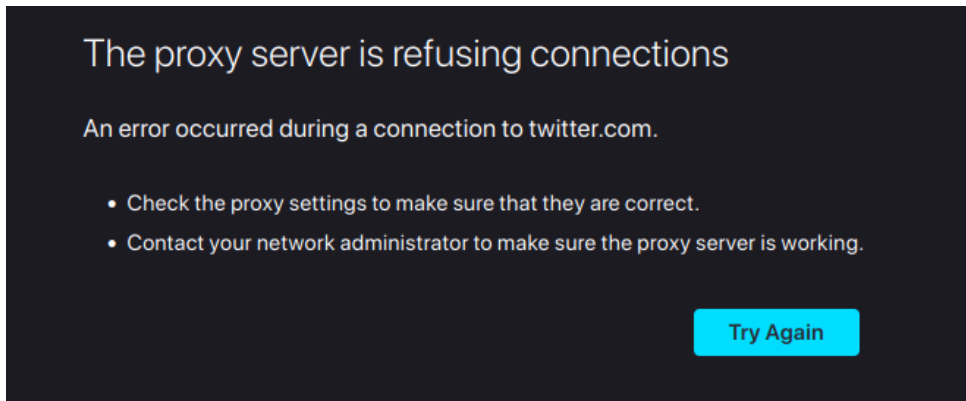 The proxy server is refusing connections
An error occurred during a connection to twitter.com.
• Check the proxy settings to make sure that they are correct.
• Contact your network administrator to make sure the proxy server is working.
Try Again